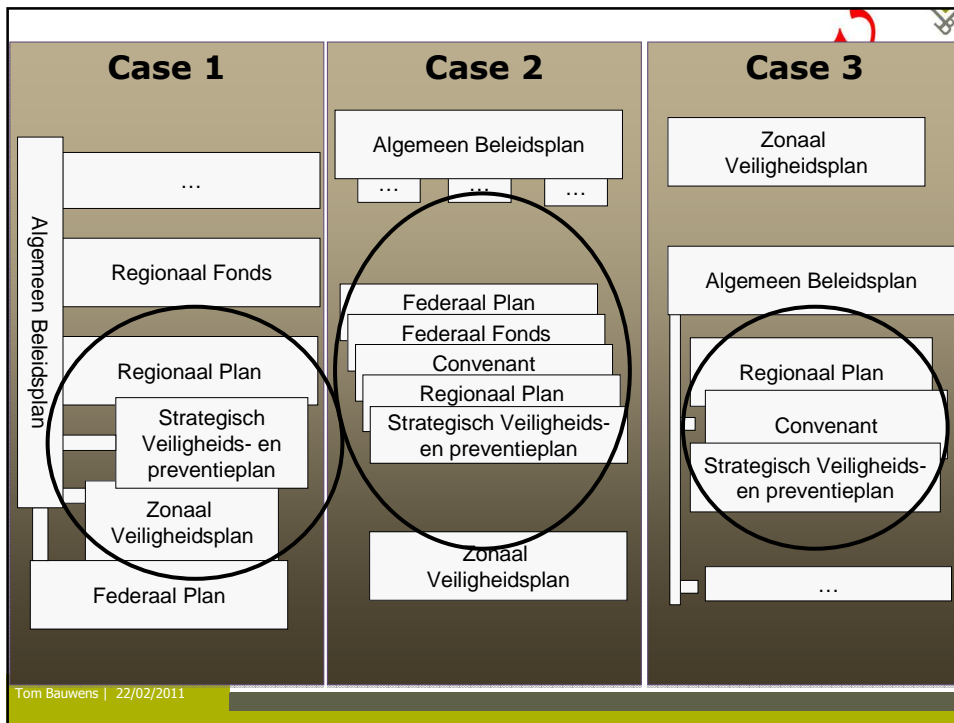 Case 1
Algemeen Beleidsplan
…
Regionaal Fonds
Regionaal Plan
Strategisch
Veiligheids- en
preventieplan
Zonaal
Veiligheidsplan
Federaal Plan
Case 2
Algemeen Beleidsplan
…
…
…
Federaal Plan
Federaal Fonds
Convenant
Regionaal Plan
Strategisch Veiligheids-
en preventieplan
Zonaal
Veiligheidsplan
Case 3
Zonaal
Veiligheidsplan
Algemeen Beleidsplan
Regionaal Plan
Convenant
Strategisch Veiligheids-
en preventieplan
…
Tom Bauwens | 22/02/2011